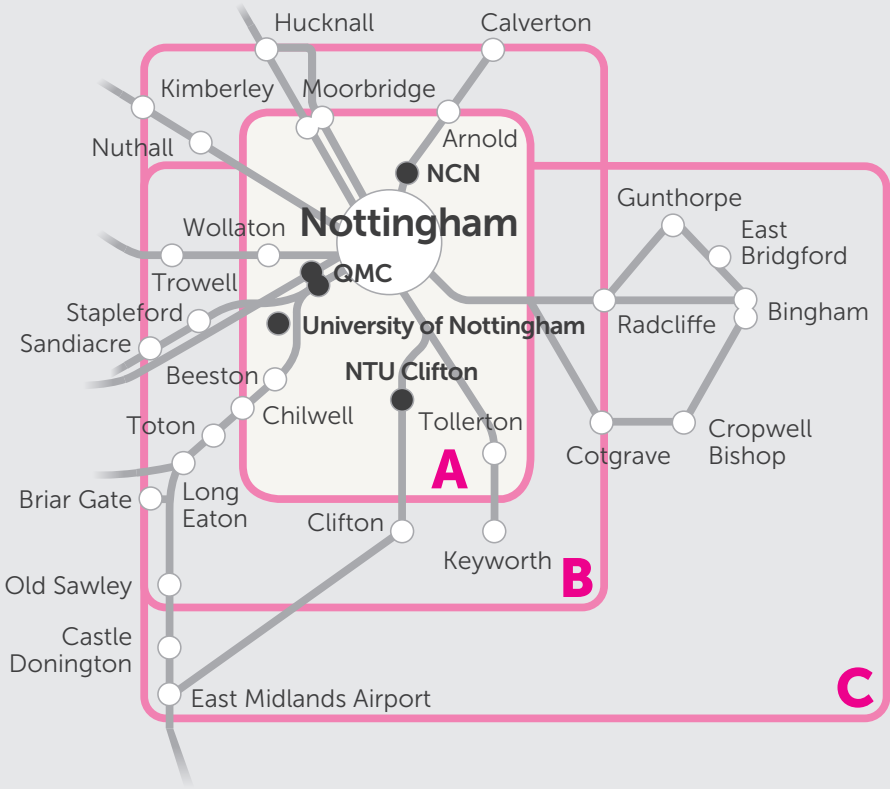 Hucknall
Calverton
Kimberley
Moorbridge
Arnold
Nuthall
NCN
Gunthorpe
Nottingham
Wollaton
East
Bridgford
Trowell
QMC
Stapleford
Bingham
University of Nottingham
Radcliffe
Sandiacre
Beeston
NTU Clifton
Chilwell
Tollerton
Toton
Cropwell
Bishop
Cotgrave
A
Long
Eaton
Briar Gate
Clifton
Keyworth
B
Old Sawley
Castle
Donington
East Midlands Airport
C